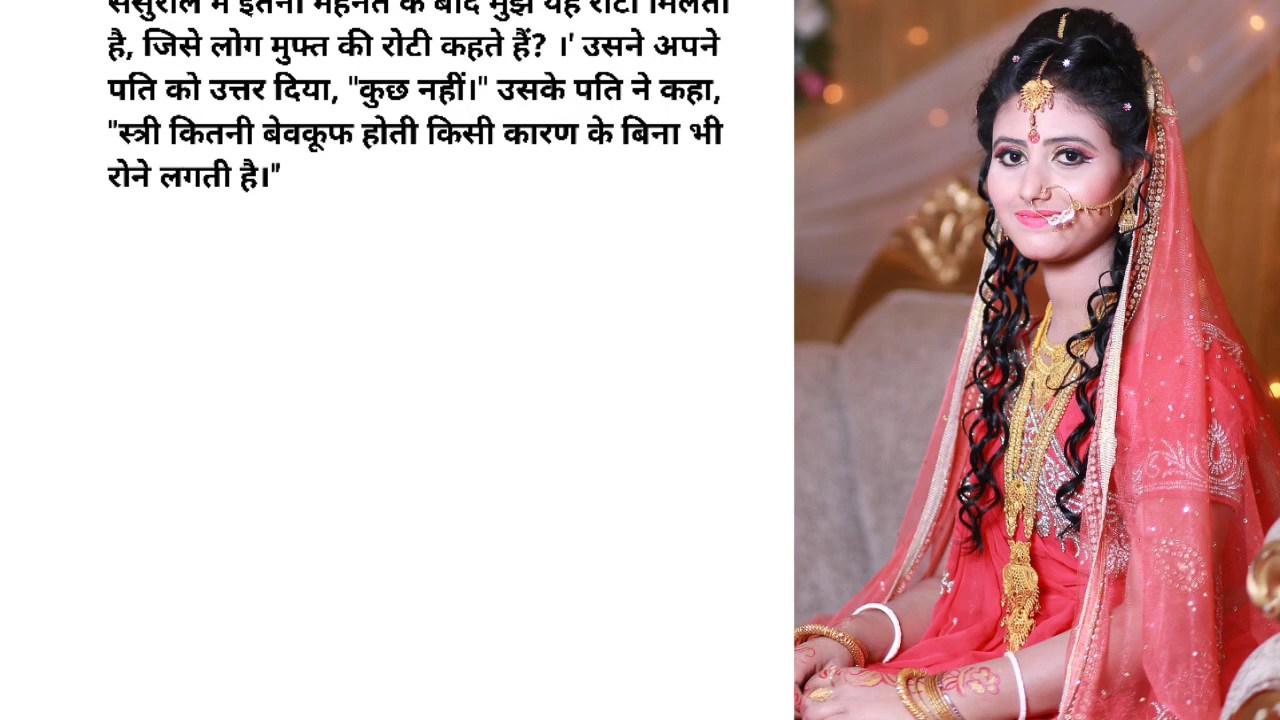 ससुराल में इतनी मेहनत के बाद मुझे यह रोटी मिलती
है, जिसे लोग मुफ्त की रोटी कहते हैं? ।' उसने अपने
पति को उत्तर दिया, "कुछ नहीं।" उसके पति ने कहा,
"स्त्री कितनी बेवकूफ होती किसी कारण के बिना भी
रोने लगती है।"